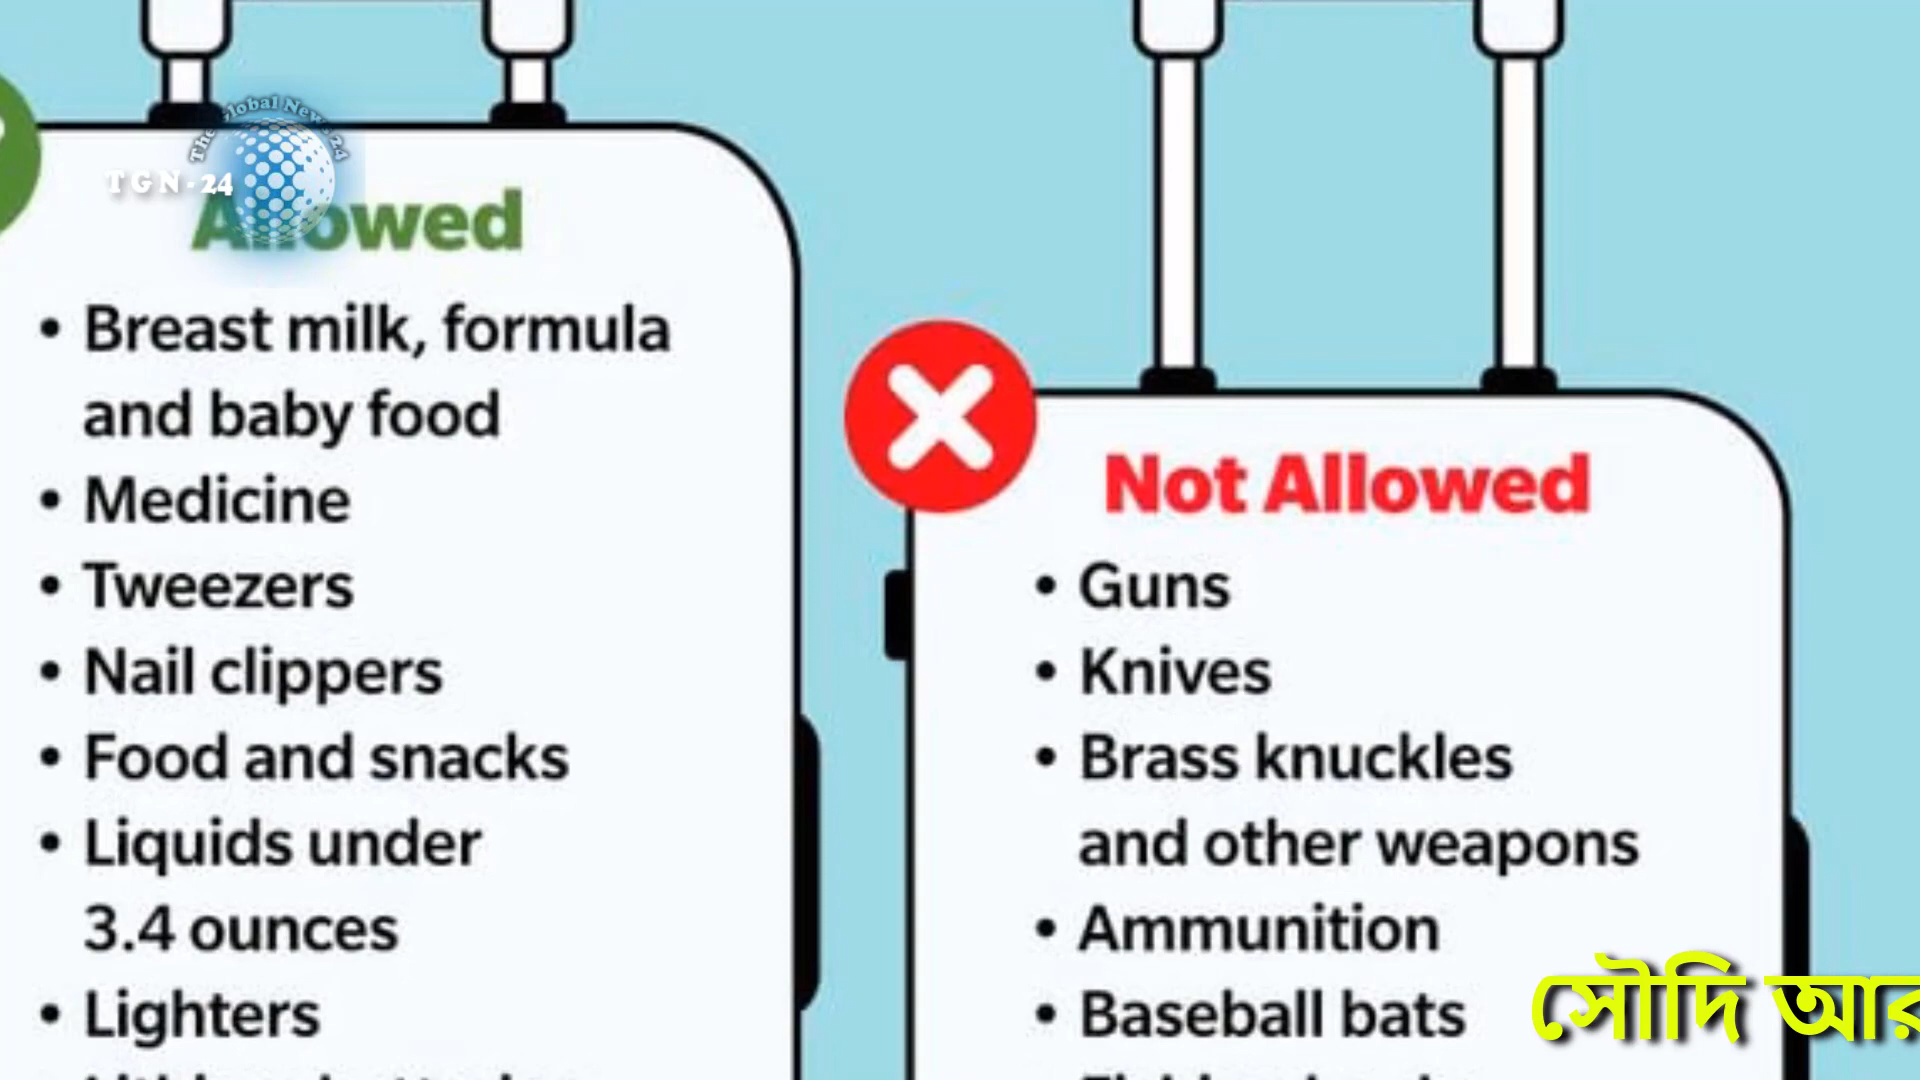 The Global News 24
TGN-24
Allowed
• Breast milk, formula
and baby food
• Medicine
• Tweezers
• Nail clippers
• Food and snacks
• Liquids under
3.4 ounces
• Lighters
Not Allowed
• Guns
• Knives
• Brass knuckles
and other weapons
• Ammunition
• Baseball bats
সৌদি আর